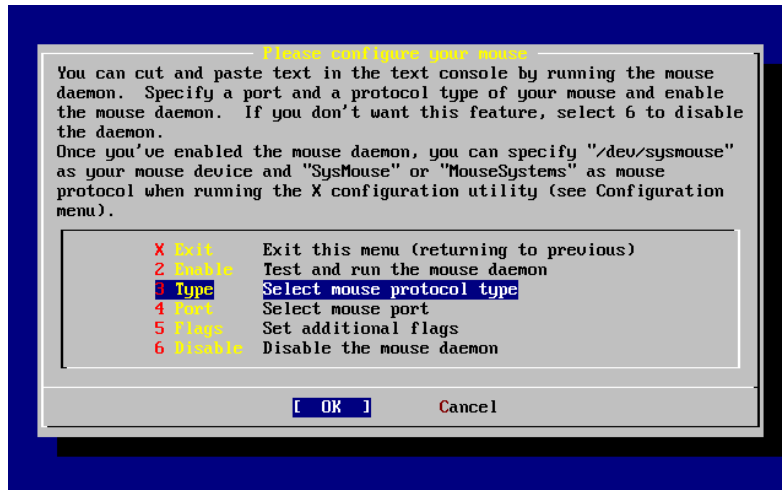 Please configure your mouse
You can cut and paste text in the text console by running the mouse
daemon.  Specify a port and a protocol type of your mouse and enable
the mouse daemon.  If you don't want this feature, select 6 to disable
the daemon.
Once you've enabled the mouse daemon, you can specify "/dev/sysmouse"
as your mouse device and "SysMouse" or "MouseSystems" as mouse
protocol when running the X configuration utility (see Configuration
menu).
X Exit Exit this menu (returning to previous)
2 Enable Test and run the mouse daemon
3 Type Select mouse protocol type
4 Port Select mouse port
5 Flags Set additional flags
6 Disable Disable the mouse daemon
[ OK ] Cancel